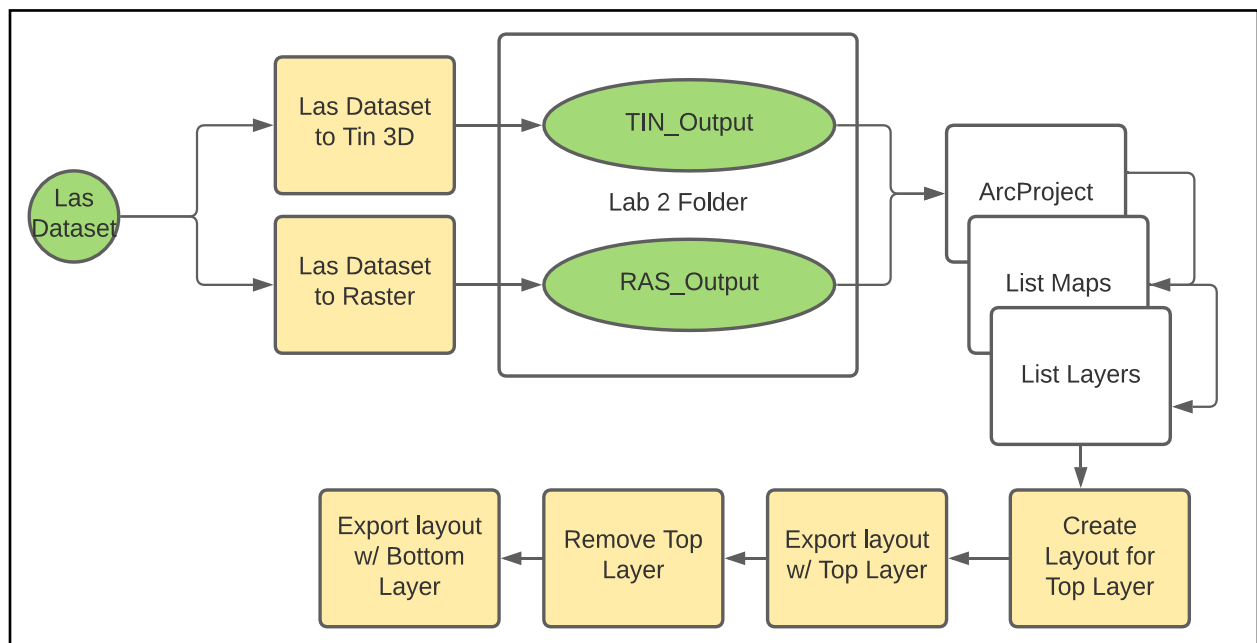 Las
Dataset
Las Dataset
to Tin 3D
Las Dataset
to Raster
TIN_Output
Lab 2 Folder
RAS_Output
ArcProject
List Maps
List Layers
Create
Layout for
Top Layer
Export layout
w/ Top Layer
Remove Top
Layer
Export layout
w/ Bottom
Layer